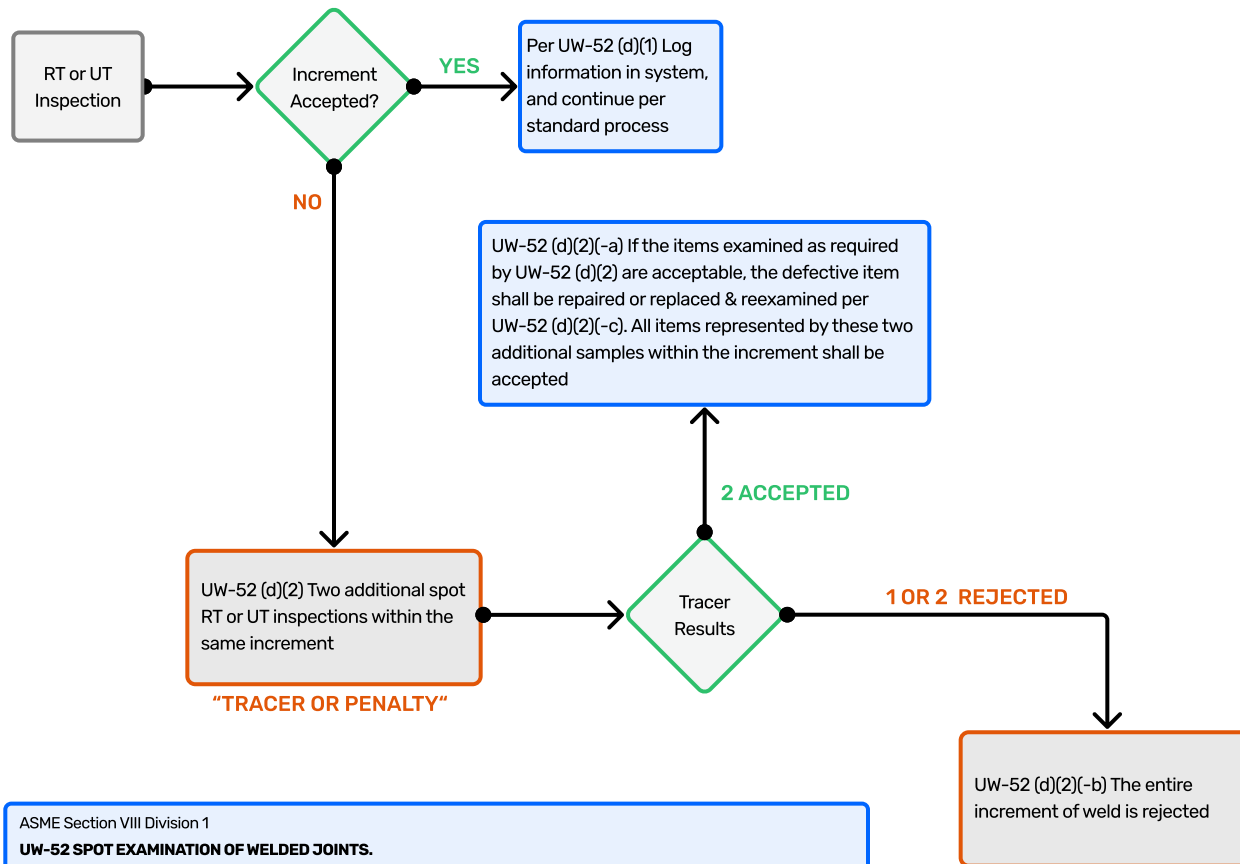 RT or UT
Inspection
Increment
Accepted?
YES
Per UW-52 (d)(1) Log
information in system,
and continue per
standard process
NO
UW-52 (d)(2)(-a) If the items examined as required
by UW-52 (d)(2) are acceptable, the defective item
shall be repaired or replaced & reexamined per
UW-52 (d)(2)(-c). All items represented by these two
additional samples within the increment shall be
accepted
2 ACCEPTED
UW-52 (d)(2) Two additional spot
RT or UT inspections within the
same increment
“TRACER OR PENALTY“
Tracer
Results
1 OR 2 REJECTED
UW-52 (d)(2)(-b) The entire
increment of weld is rejected
ASME Section VIII Division 1
UW-52 SPOT EXAMINATION OF WELDED JOINTS.